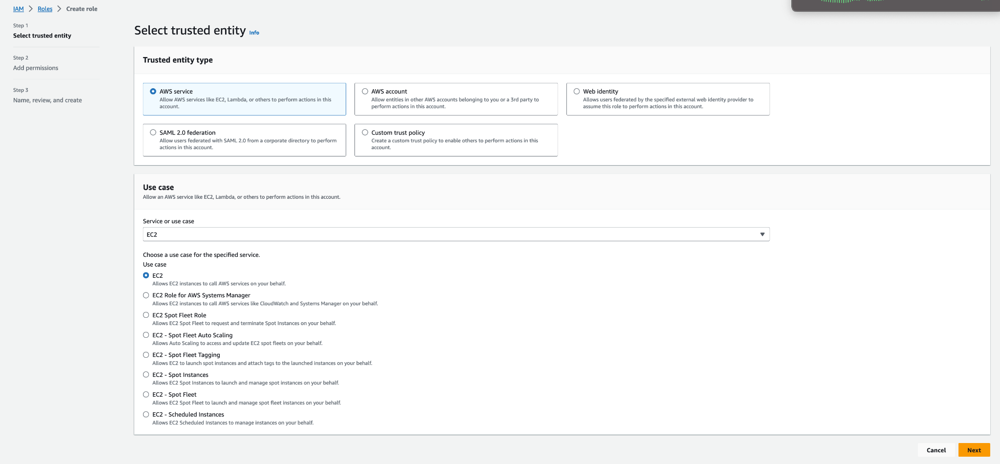 IAM > Roles > Create role
Step 1
Select trusted entity
Step 2
Add permissions
Step 3
Name, review, and create
Select trusted entity Info
Trusted entity type
AWS service
Allow AWS services like EC2, Lambda, or others to perform actions in this
account.
AWS account
Allow entities in other AWS accounts belonging to you or a 3rd party to
perform actions in this account.
Web identity
Allows users federated by the specified external web identity provider to
assume this role to perform actions in this account.
SAML 2.0 federation
Allow users federated with SAML 2.0 from a corporate directory to perform
actions in this account.
Custom trust policy
Create a custom trust policy to enable others to perform actions in this
account.
Use case
Allow an AWS service like EC2, Lambda, or others to perform actions in this account.
Service or use case
EC2
Choose a use case for the specified service.
Use case
EC2
Allows EC2 instances to call AWS services on your behalf.
EC2 Role for AWS Systems Manager
Allows EC2 instances to call AWS services like CloudWatch and Systems Manager on your behalf.
EC2 Spot Fleet Role
Allows EC2 Spot Fleet to request and terminate Spot Instances on your behalf.
EC2 - Spot Fleet Auto Scaling
Allows Auto Scaling to access and update EC2 spot fleets on your behalf.
EC2 - Spot Fleet Tagging
Allows EC2 to launch spot instances and attach tags to the launched instances on your behalf.
EC2 - Spot Instances
Allows EC2 Spot Instances to launch and manage spot instances on your behalf.
EC2 - Spot Fleet
Allows EC2 Spot Fleet to launch and manage spot fleet instances on your behalf.
EC2 - Scheduled Instances
Allows EC2 Scheduled Instances to manage instances on your behalf.
Cancel
Next